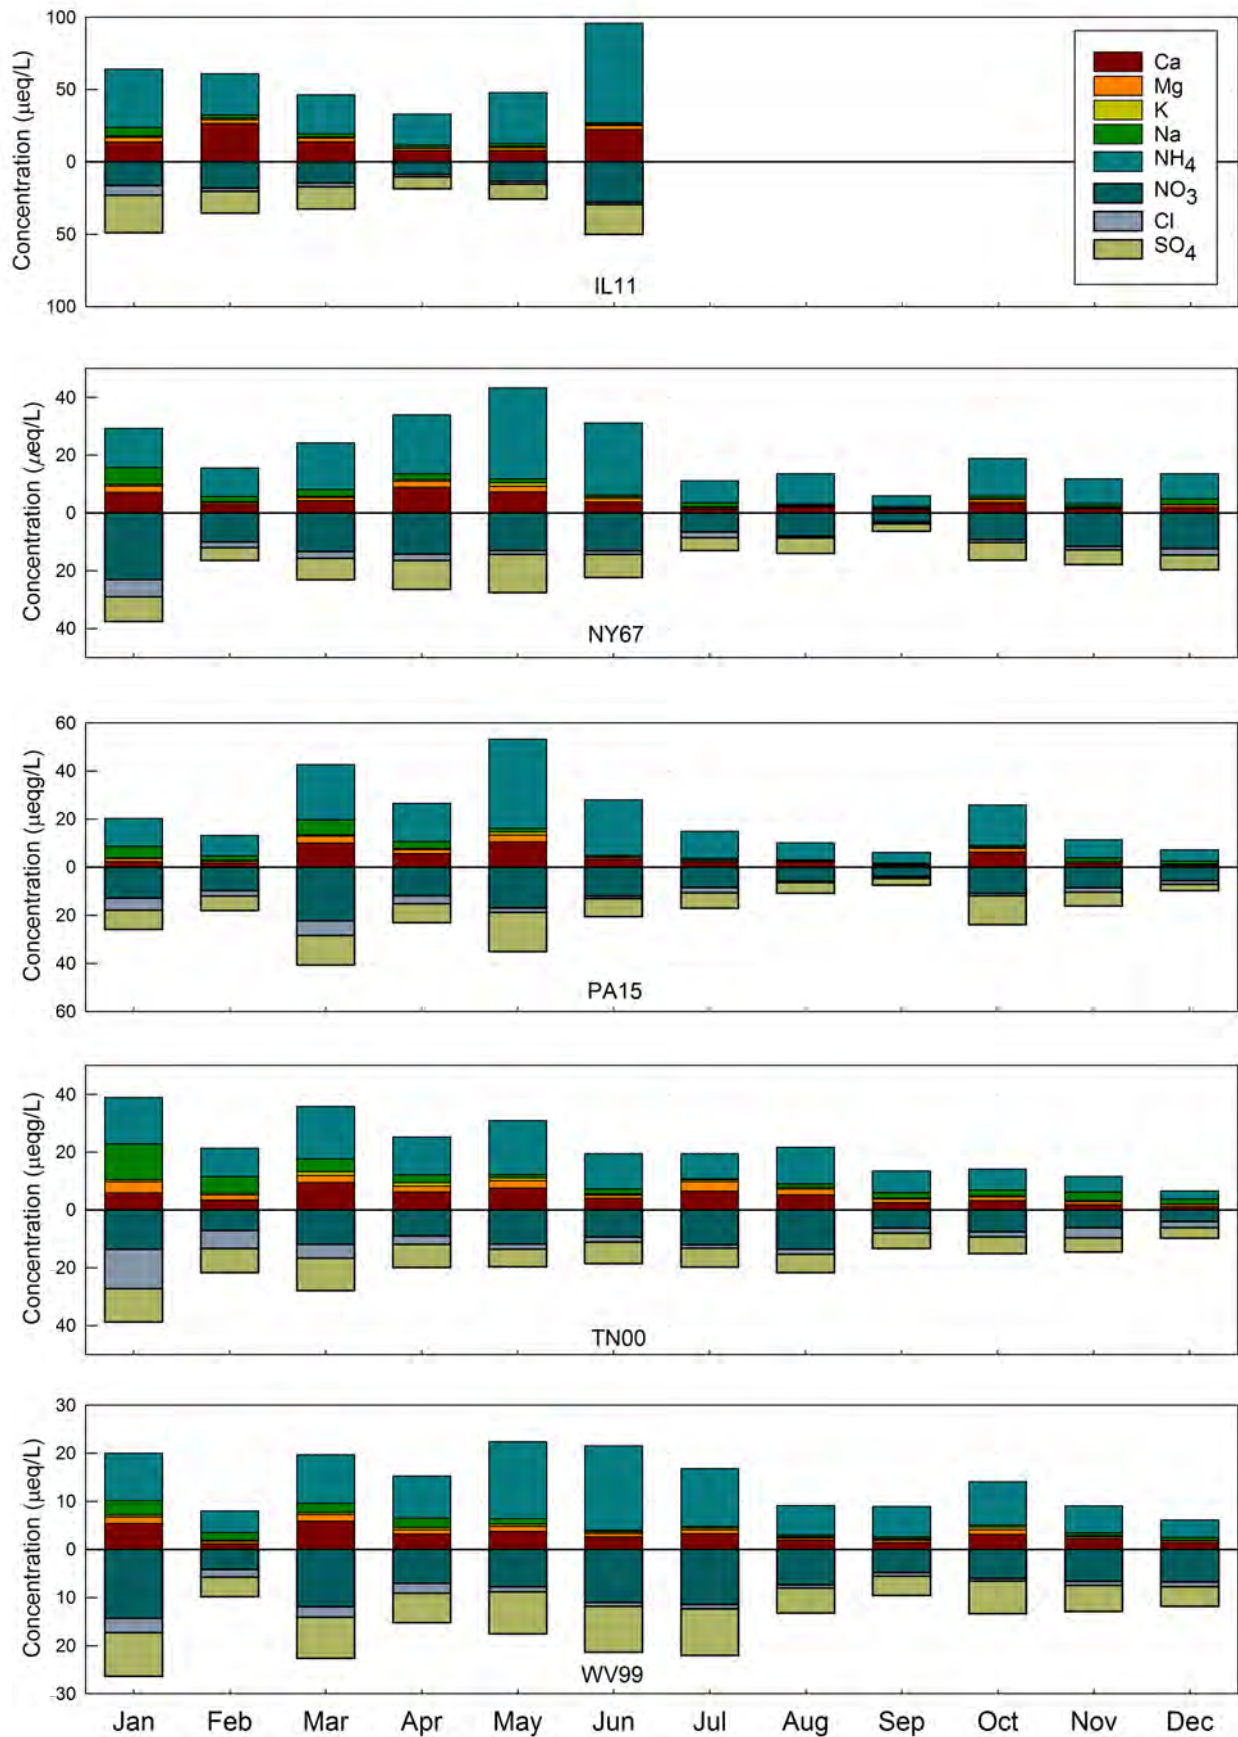 Concentration (μeq/L)
100
50
0
50
100
IL11
Ca
Mg
K
Na
NH4
NO3
Cl
SO4
Concentration (μeq/L)
40
20
0
20
40
NY67
Concentration (μeqg/L)
60
40
20
0
20
40
60
PA15
Concentration (μeqg/L)
40
20
0
20
40
TN00
Concentration (μeq/L)
30
20
10
0
10
20
30
WV99
Jan Feb Mar Apr May Jun Jul Aug Sep Oct Nov Dec